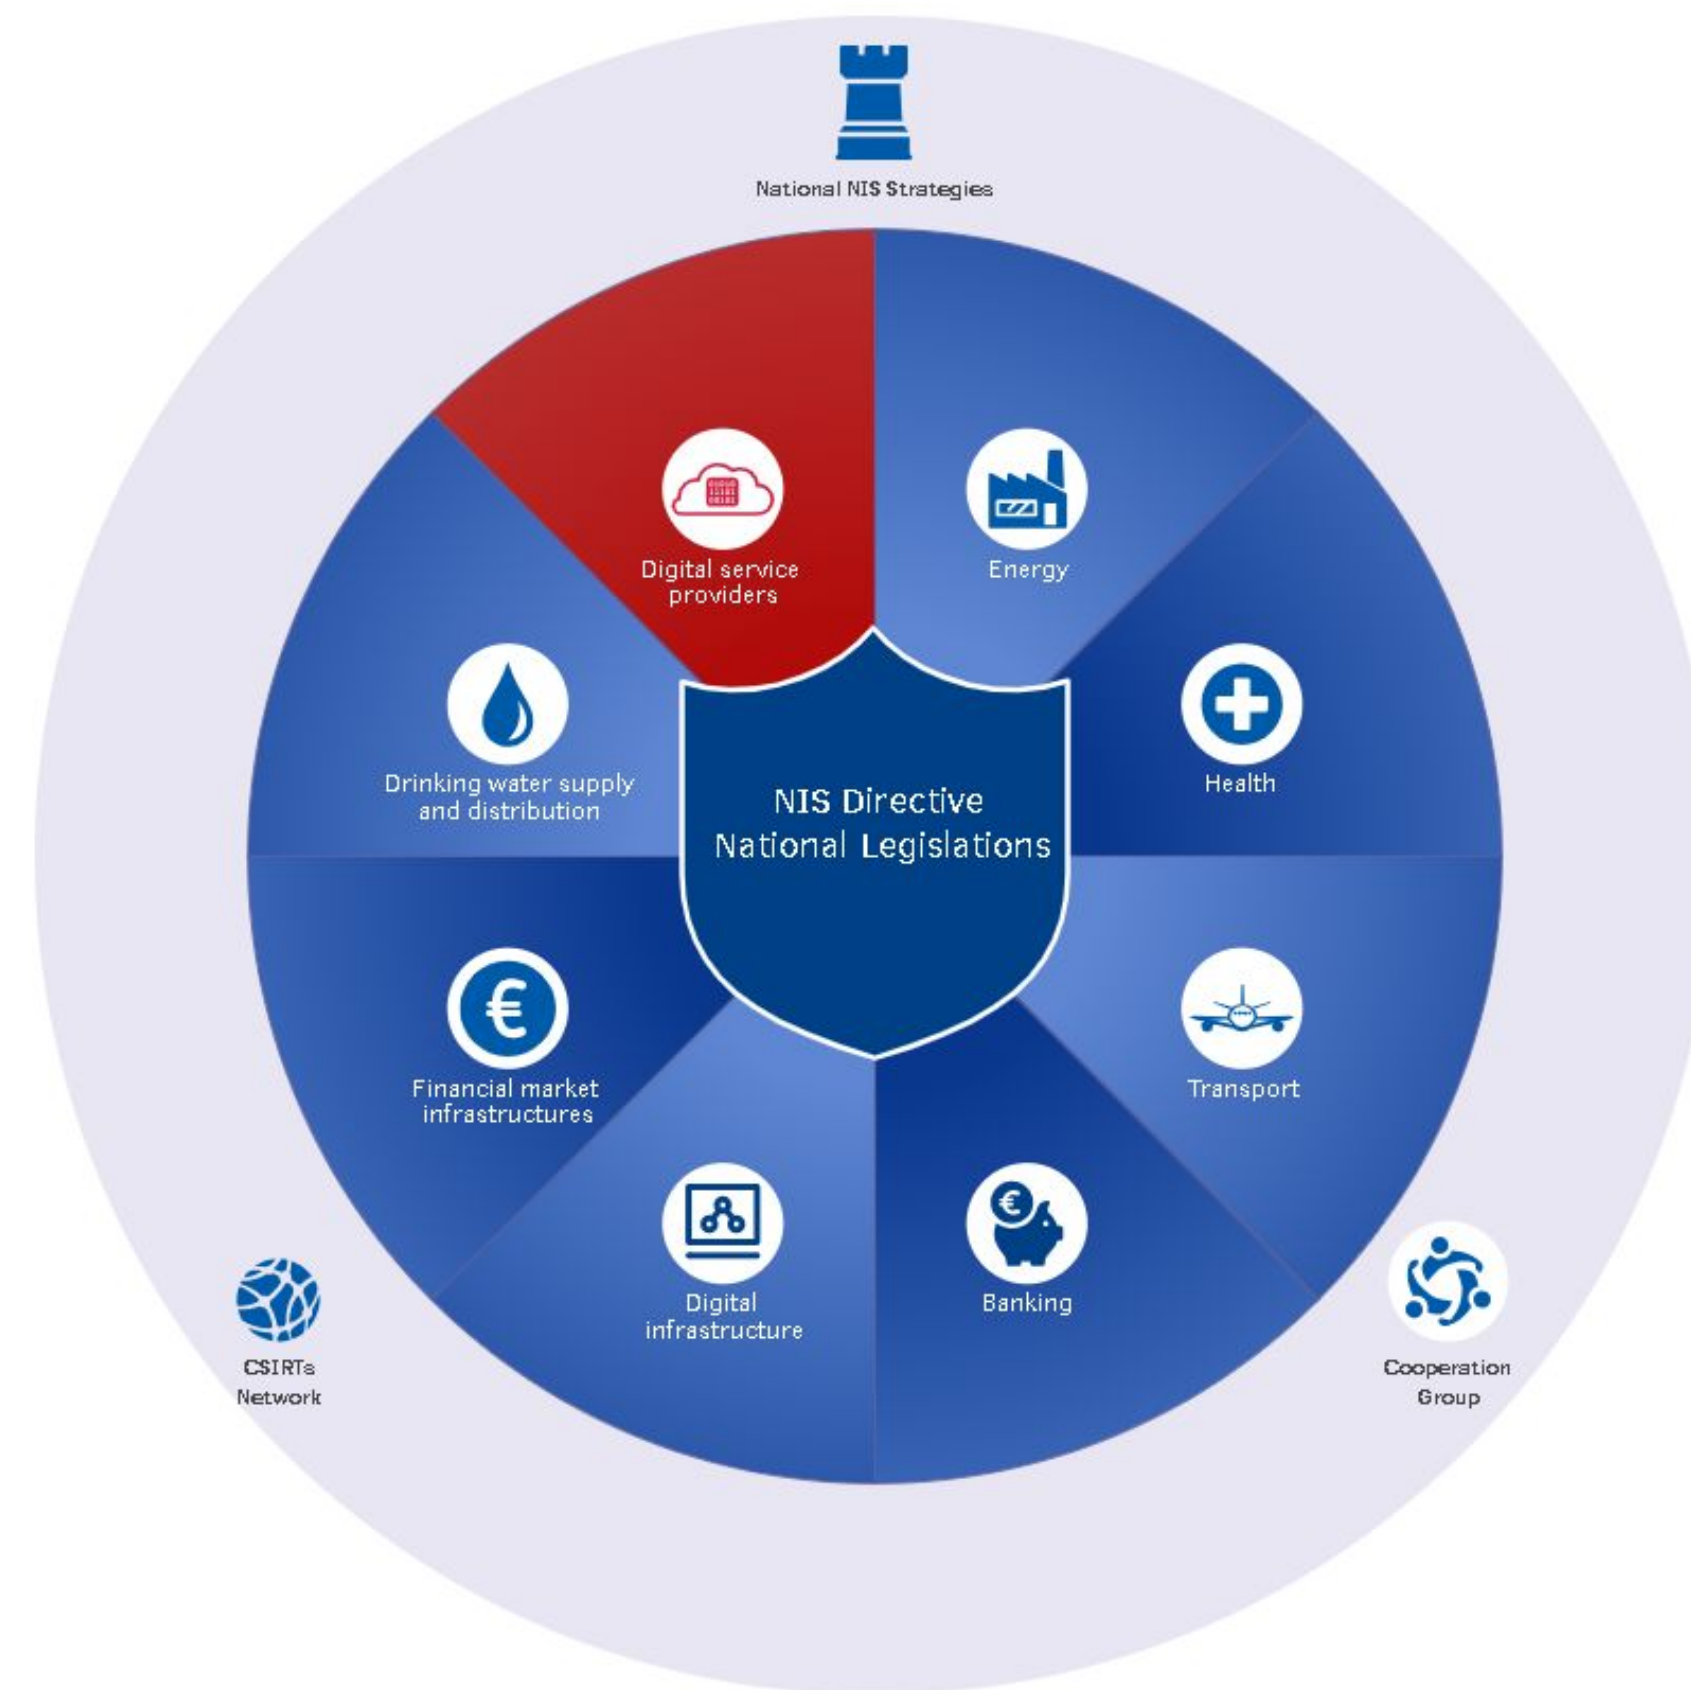 National NIS Strategies
Digital service
providers
Energy
Drinking water supply
and distribution
Health
NIS Directive
National Legislations
Financial market
infrastructures
Transport
Digital
infrastructure
Banking
CSIRTs
Network
Cooperation
Group